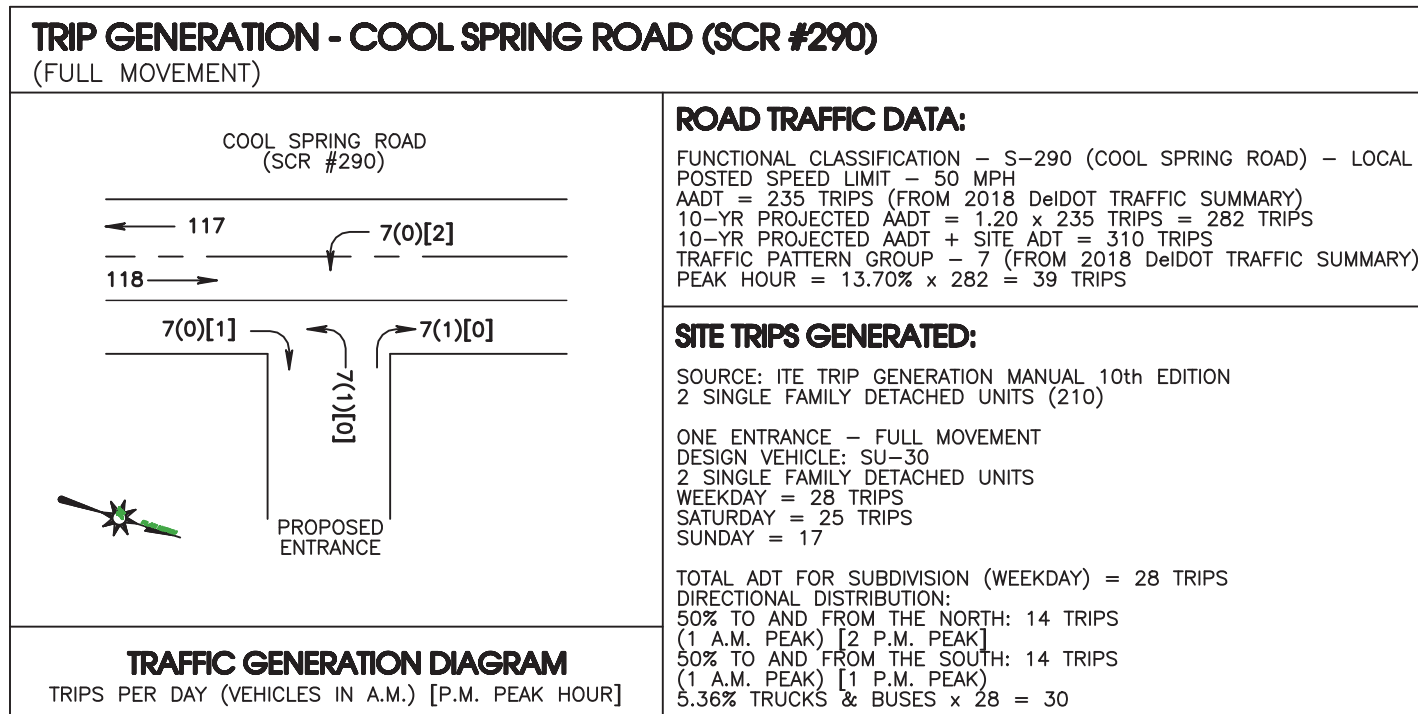 TRIP GENERATION - COOL SPRING ROAD (SCR #290)
(FULL MOVEMENT)
COOL SPRING ROAD
(SCR #290)
117
7(0)[2]
118
7(0)[1]
7(1)[0]
7(1)[0]
PROPOSED
ENTRANCE
TRAFFIC GENERATION DIAGRAM
TRIPS PER DAY (VEHICLES IN A.M.) [P.M. PEAK HOUR]
ROAD TRAFFIC DATA:
FUNCTIONAL CLASSIFICATION – S-290 (COOL SPRING ROAD) – LOCAL
POSTED SPEED LIMIT – 50 MPH
AADT = 235 TRIPS (FROM 2018 DelDOT TRAFFIC SUMMARY)
10-YR PROJECTED AADT = 1.20 x 235 TRIPS = 282 TRIPS
10-YR PROJECTED AADT + SITE ADT = 310 TRIPS
TRAFFIC PATTERN GROUP – 7 (FROM 2018 DelDOT TRAFFIC SUMMARY)
PEAK HOUR = 13.70% x 282 = 39 TRIPS
SITE TRIPS GENERATED:
SOURCE: ITE TRIP GENERATION MANUAL 10th EDITION
2 SINGLE FAMILY DETACHED UNITS (210)
ONE ENTRANCE – FULL MOVEMENT
DESIGN VEHICLE: SU-30
2 SINGLE FAMILY DETACHED UNITS
WEEKDAY = 28 TRIPS
SATURDAY = 25 TRIPS
SUNDAY = 17
TOTAL ADT FOR SUBDIVISION (WEEKDAY) = 28 TRIPS
DIRECTIONAL DISTRIBUTION:
50% TO AND FROM THE NORTH: 14 TRIPS
(1 A.M. PEAK) [2 P.M. PEAK]
50% TO AND FROM THE SOUTH: 14 TRIPS
(1 A.M. PEAK) [1 P.M. PEAK)
5.36% TRUCKS & BUSES x 28 = 30